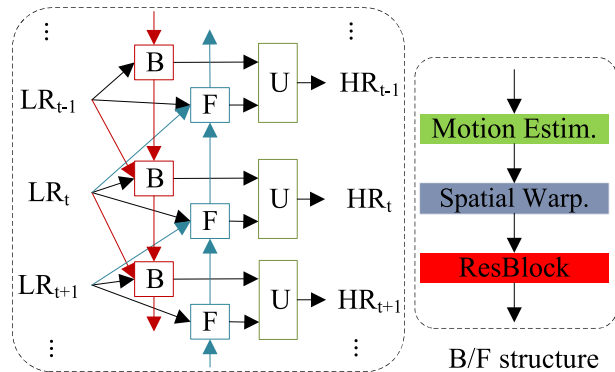 ⋮ ⋮
B
U
HR_{t-1}
LR_{t-1}
F
B
U
LR_t
HR_t
F
B
U
LR_{t+1}
HR_{t+1}
F
⋮ ⋮
Motion Estim.
Spatial Warp.
ResBlock
B/F structure